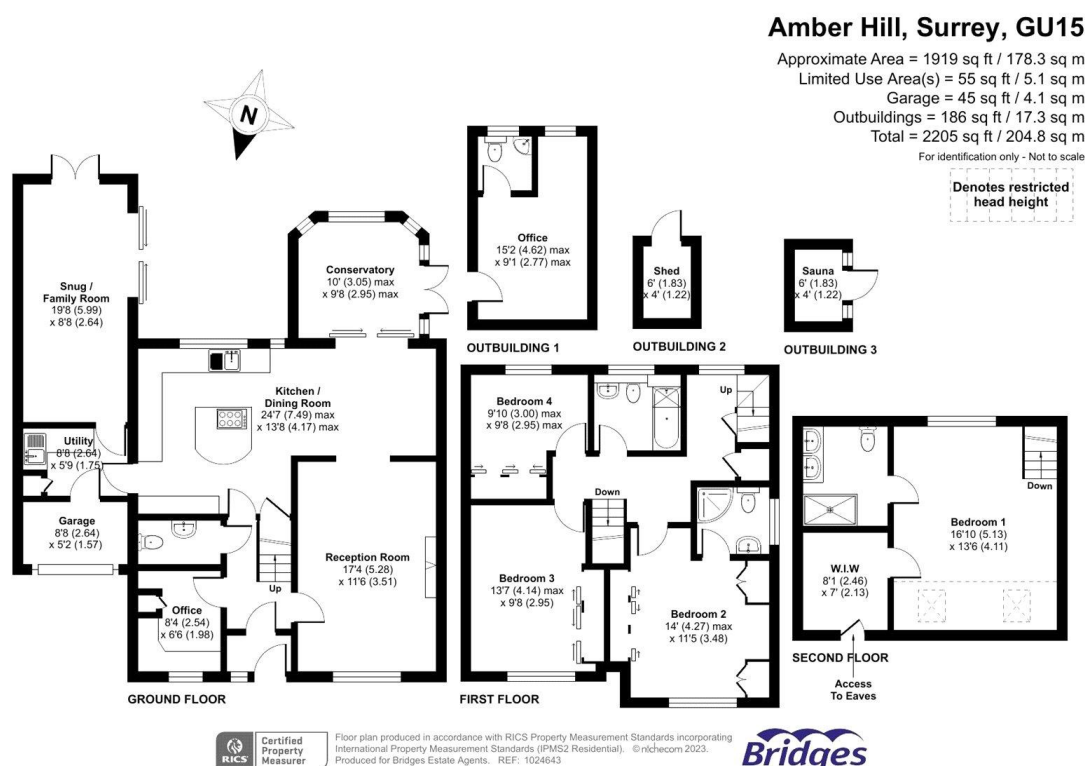 Amber Hill, Surrey, GU15
Approximate Area = 1919 sq ft / 178.3 sq m
Limited Use Area(s) = 55 sq ft / 5.1 sq m
Garage = 45 sq ft / 4.1 sq m
Outbuildings = 186 sq ft / 17.3 sq m
Total = 2205 sq ft / 204.8 sq m
For identification only - Not to scale
Denotes restricted
head height
N
Snug /
Family Room
19'8 (5.99)
x 8'8 (2.64)
Conservatory
10' (3.05) max
x 9'8 (2.95) max
Kitchen /
Dining Room
24'7 (7.49) max
x 13'8 (4.17) max
Utility
8'8 (2.64)
x 5'9 (1.75)
Garage
8'8 (2.64)
x 5'2 (1.57)
Reception Room
17'4 (5.28)
x 11'6 (3.51)
Up
Office
8'4 (2.54)
x 6'6 (1.98)
GROUND FLOOR
Office
15'2 (4.62) max
x 9'1 (2.77) max
OUTBUILDING 1
Shed
6' (1.83)
x 4' (1.22)
OUTBUILDING 2
Sauna
6' (1.83)
x 4' (1.22)
OUTBUILDING 3
Bedroom 4
9'10 (3.00) max
x 9'8 (2.95) max
Up
Down
Bedroom 3
13'7 (4.14) max
x 9'8 (2.95)
Bedroom 2
14' (4.27) max
x 11'5 (3.48)
FIRST FLOOR
Down
Bedroom 1
16'10 (5.13)
x 13'6 (4.11)
W.I.W
8'1 (2.46)
x 7' (2.13)
SECOND FLOOR
Access
To Eaves
RICS
Certified
Property
Measurer
Floor plan produced in accordance with RICS Property Measurement Standards incorporating
International Property Measurement Standards (IPMS2 Residential). © nichecom 2023.
Produced for Bridges Estate Agents. REF: 1024643
Bridges